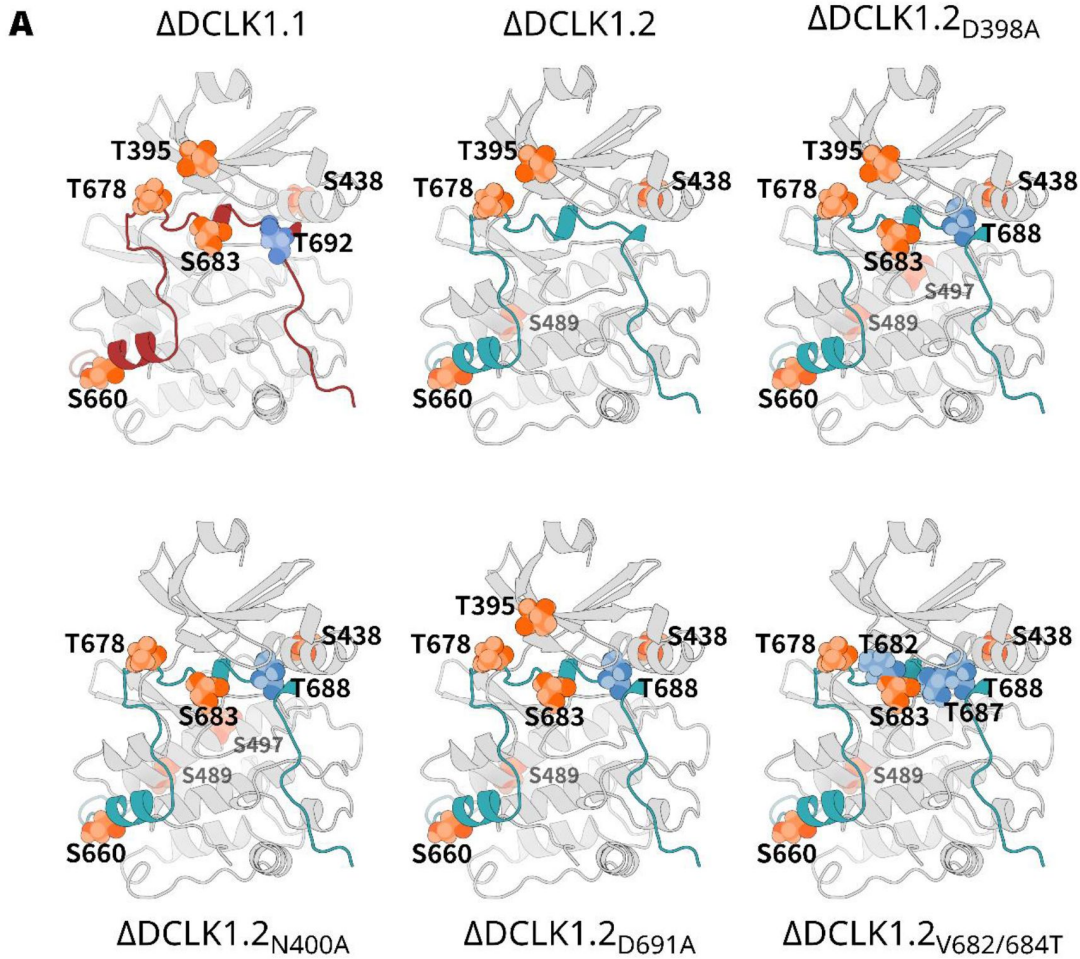 A
ΔDCLK1.1 ΔDCLK1.2 ΔDCLK1.2D398A
T395 T395 T395
T678 S438 T678 S438 T678 S438
S683 T692 S683 T688
S497
S489 S489
S660 S660 S660
T395
T678 S438 T678 S438 T678 T682 S438
S683 T688 S683 T688 S683 T688
T687
S497
S489 S489 S489
S660 S660 S660
ΔDCLK1.2N400A ΔDCLK1.2D691A ΔDCLK1.2V682/684T